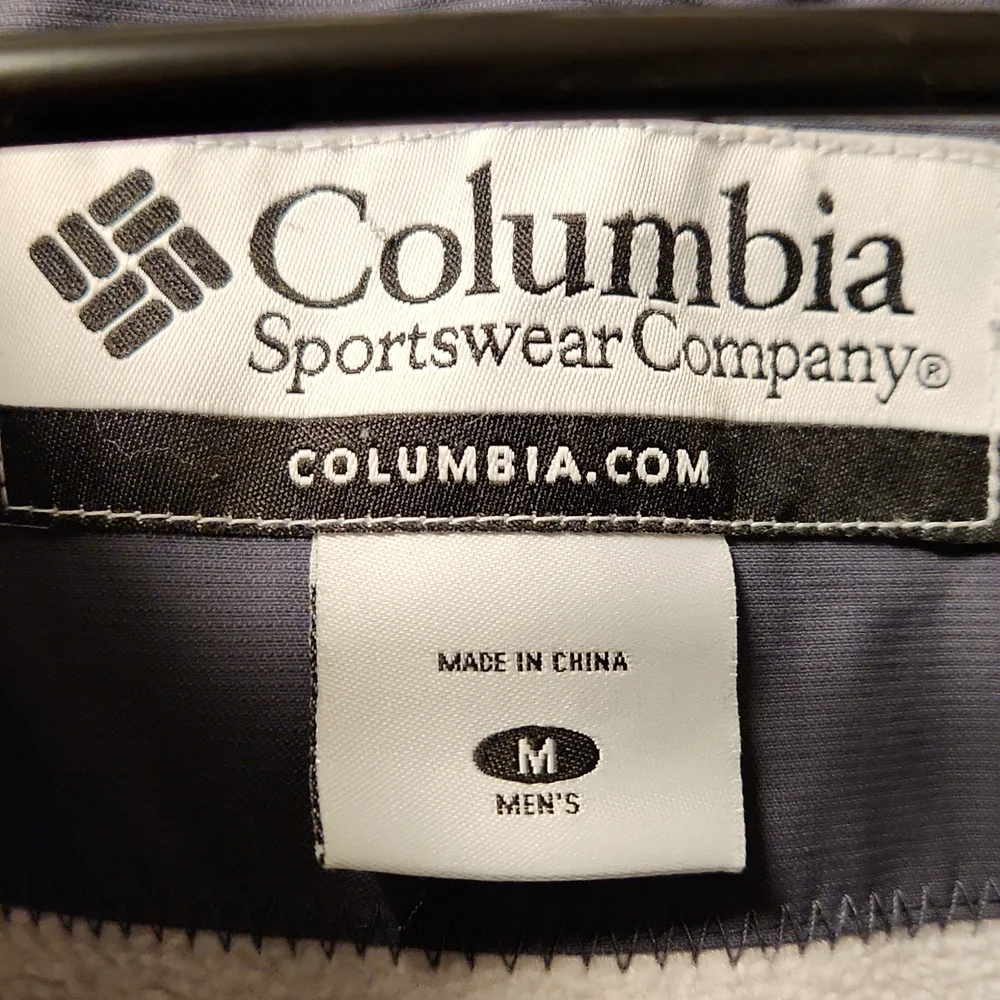 Columbia
Sportswear Company®
COLUMBIA.COM
MADE IN CHINA
M
MEN'S